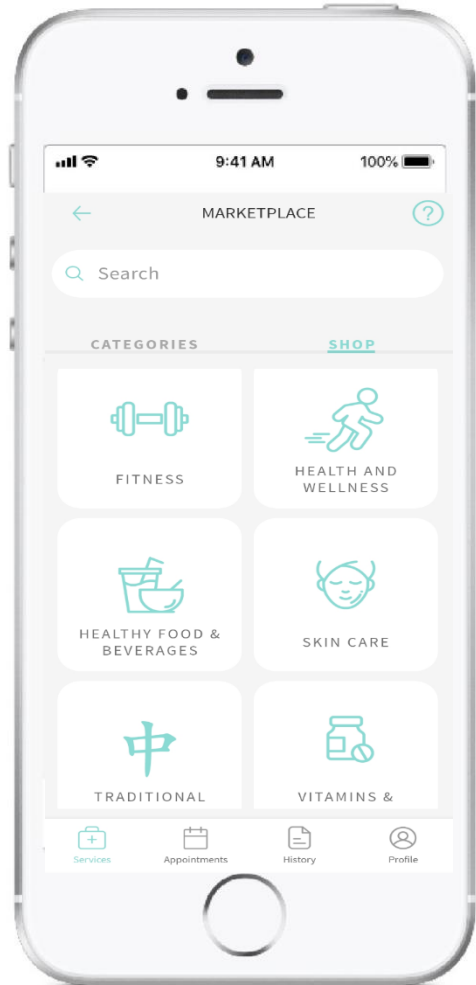 9:41 AM
100%
MARKETPLACE
?
Search
CATEGORIES
SHOP
FITNESS
HEALTH AND
WELLNESS
HEALTHY FOOD &
BEVERAGES
SKIN CARE
中
TRADITIONAL
VITAMINS &
Services
Appointments
History
Profile